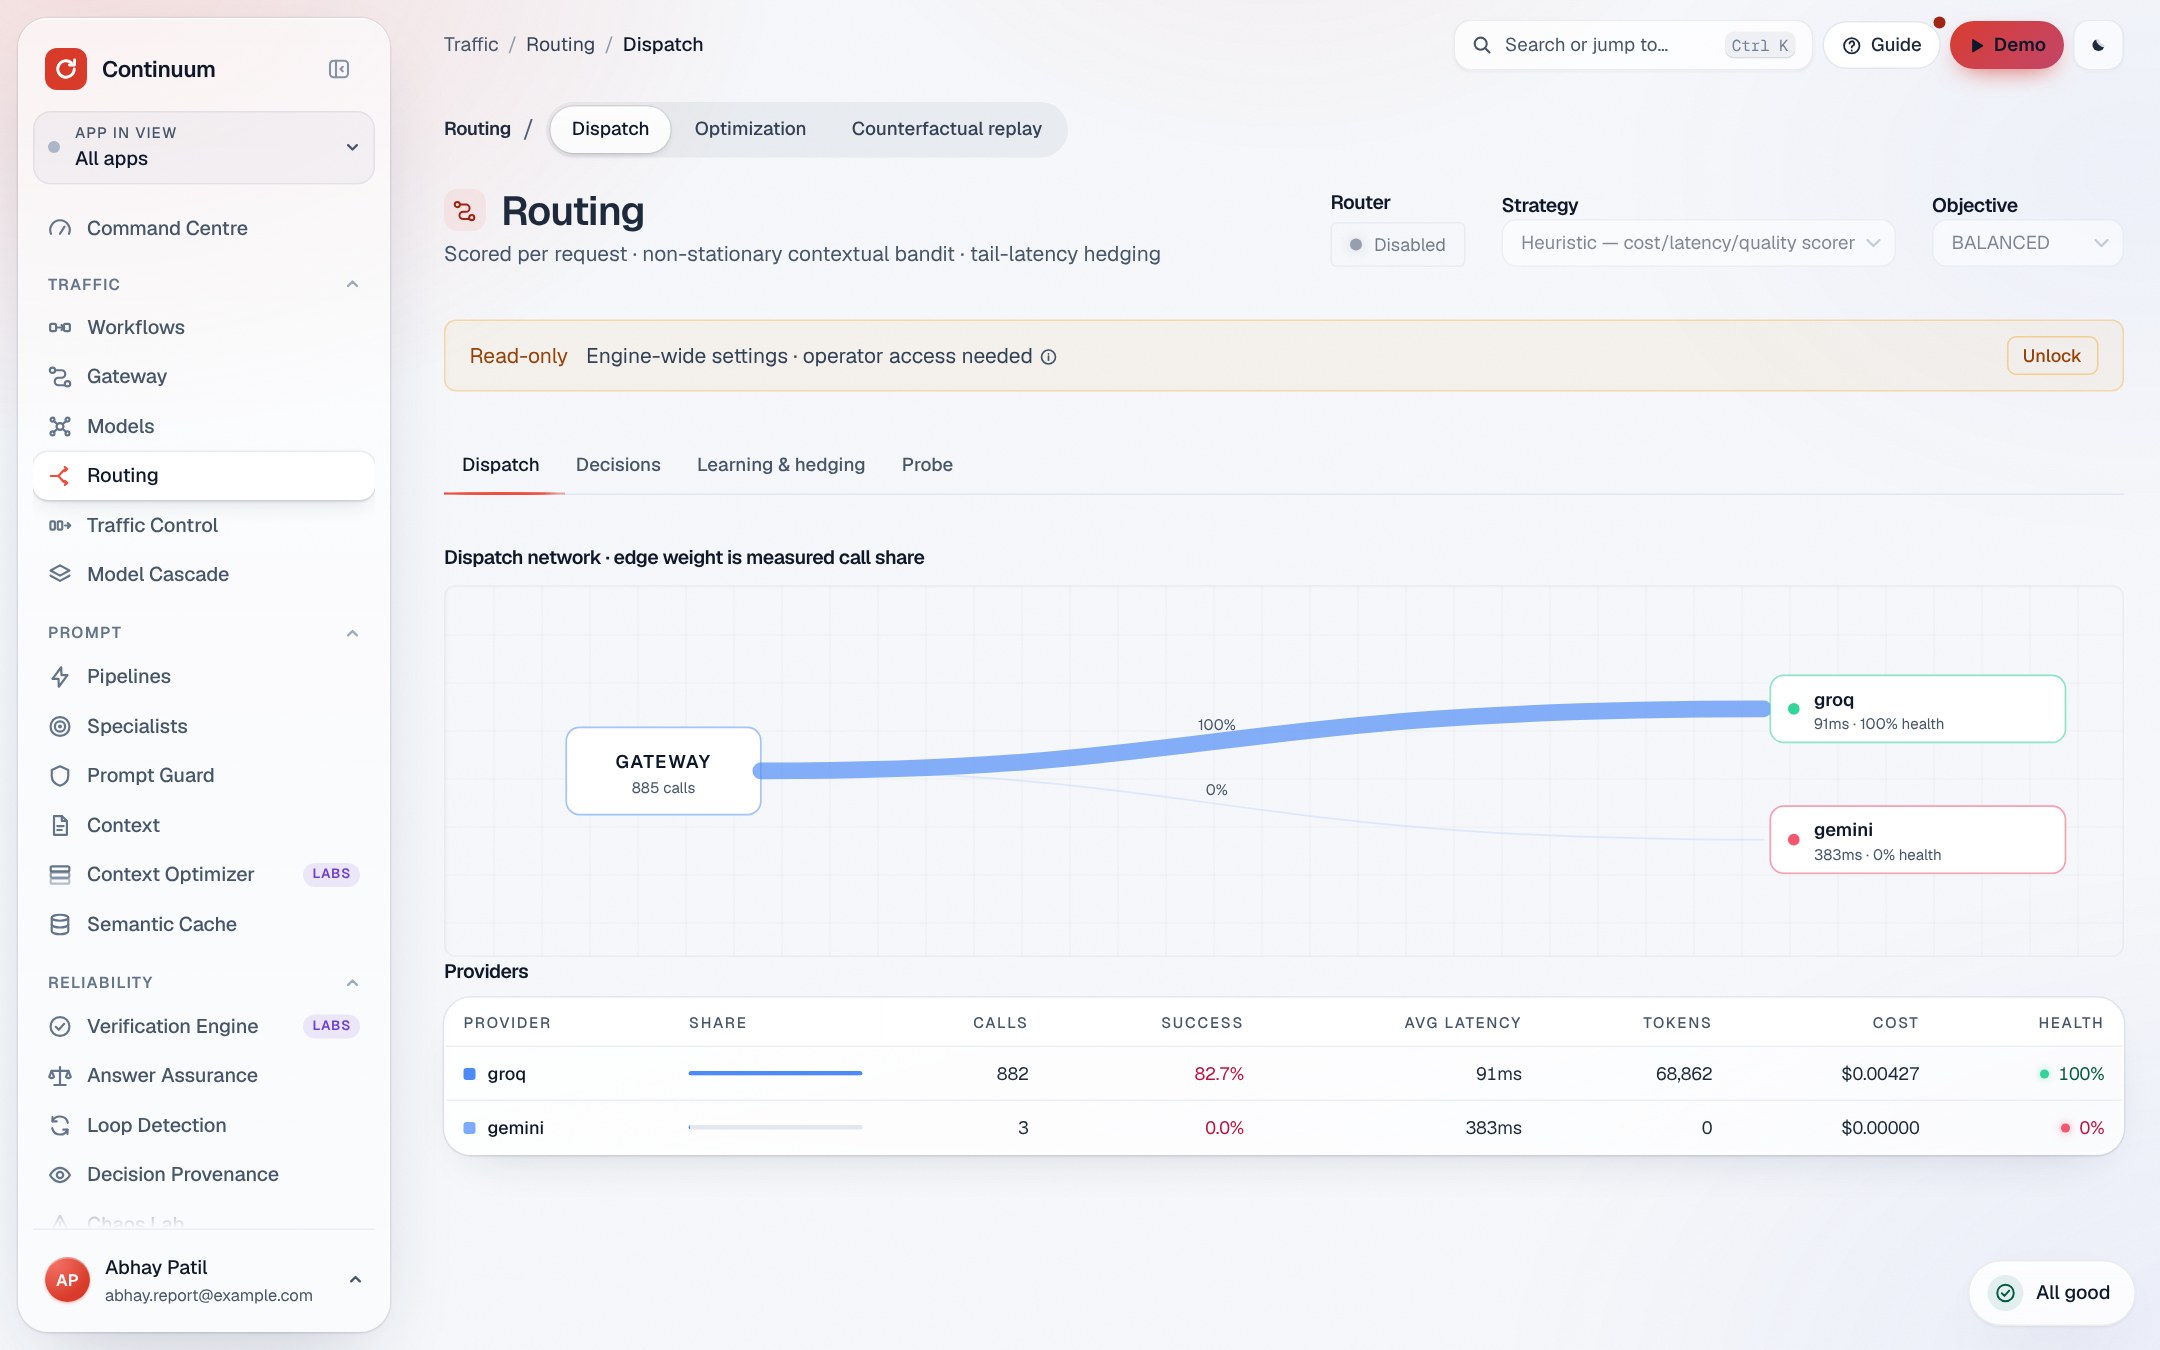 Continuum
APP IN VIEW
All apps
Command Centre
TRAFFIC
Workflows
Gateway
Models
Routing
Traffic Control
Model Cascade
PROMPT
Pipelines
Specialists
Prompt Guard
Context
Context Optimizer LABS
Semantic Cache
RELIABILITY
Verification Engine LABS
Answer Assurance
Loop Detection
Decision Provenance
Chaos Lab
AP
Abhay Patil
abhay.report@example.com
Traffic / Routing / Dispatch
Search or jump to... Ctrl K
Guide
Demo
Routing / Dispatch Optimization Counterfactual replay
Routing
Scored per request · non-stationary contextual bandit · tail-latency hedging
Router
Disabled
Strategy
Heuristic — cost/latency/quality scorer
Objective
BALANCED
Read-only Engine-wide settings · operator access needed
Unlock
Dispatch Decisions Learning & hedging Probe
Dispatch network · edge weight is measured call share
GATEWAY
885 calls
100%
0%
groq
91ms · 100% health
gemini
383ms · 0% health
Providers
PROVIDER SHARE CALLS SUCCESS AVG LATENCY TOKENS COST HEALTH
groq 882 82.7% 91ms 68,862 $0.00427 100%
gemini 3 0.0% 383ms 0 $0.00000 0%
All good